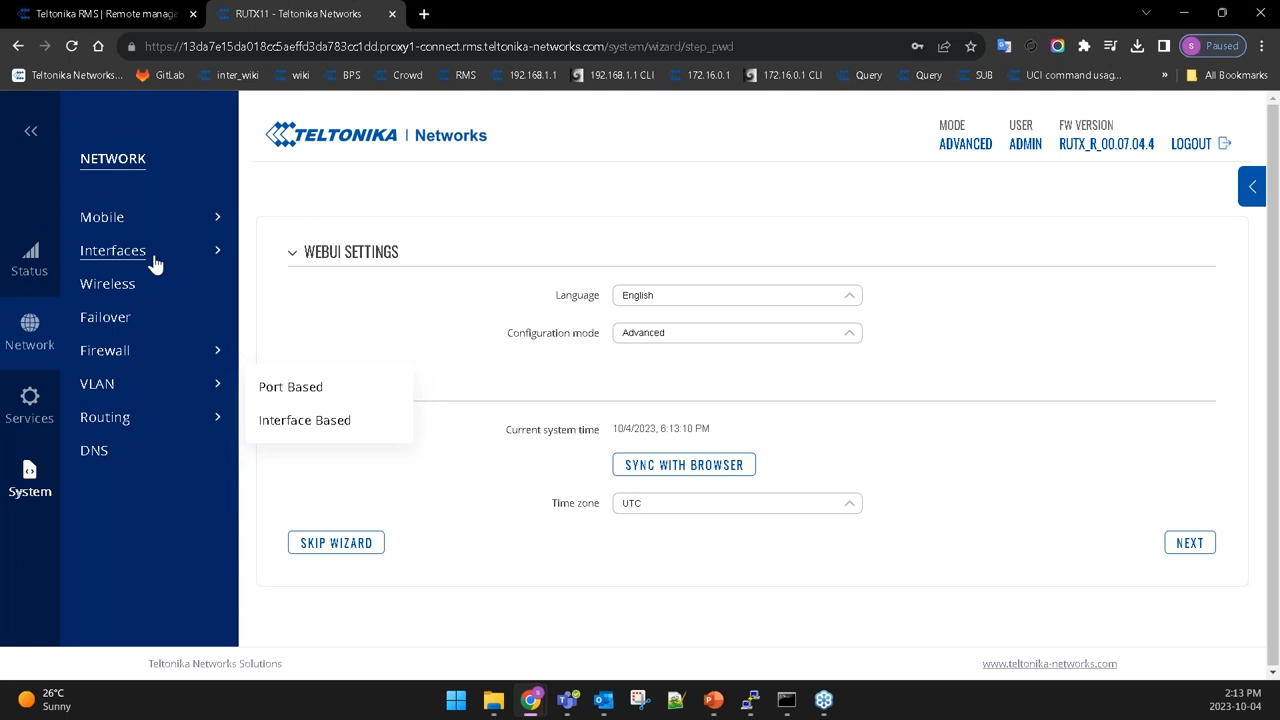 Teltonika RMS | Remote manage
RUTX11 - Teltonika Networks
https://13da7e15da018cc5aeffd3da783cc1dd.proxy1-connect.rms.teltonika-networks.com/system/wizard/step_pwd
S
Paused
Teltonika Networks...
GitLab
inter_wiki
wiki
BPS
Crowd
RMS
192.168.1.1
192.168.1.1 CLI
172.16.0.1
172.16.0.1 CLI
Query
Query
SUB
UCI command usag...
»
All Bookmarks
NETWORK
Mobile
Interfaces
Wireless
Failover
Firewall
VLAN
Routing
DNS
Status
Network
Services
System
Port Based
Interface Based
TELTONIKA | Networks
MODE
ADVANCED
USER
ADMIN
FW VERSION
RUTX_R_00.07.04.4
LOGOUT
WEBUI SETTINGS
Language English
Configuration mode Advanced
Current system time 10/4/2023, 6:13:10 PM
SYNC WITH BROWSER
Time zone UTC
SKIP WIZARD
NEXT
Teltonika Networks Solutions
www.teltonika-networks.com
26°C
Sunny
2:13 PM
2023-10-04